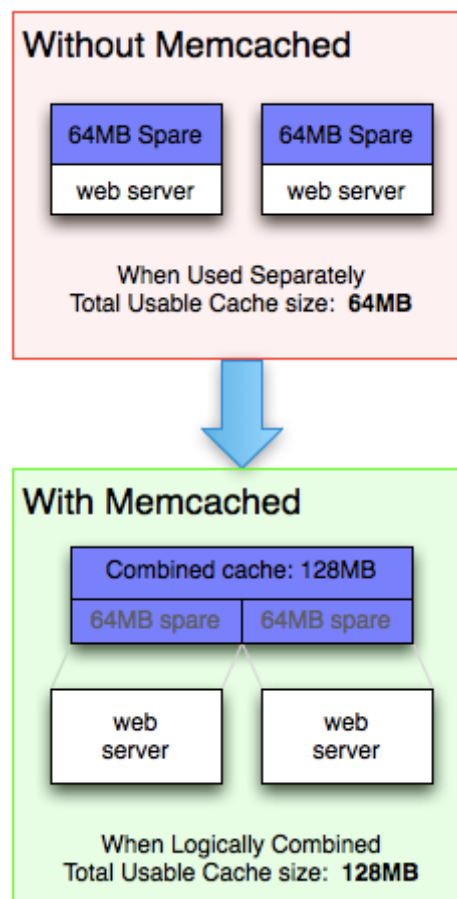 Without Memcached
64MB Spare
web server
64MB Spare
web server
When Used Separately
Total Usable Cache size: 64MB
With Memcached
Combined cache: 128MB
64MB spare
64MB spare
web
server
web
server
When Logically Combined
Total Usable Cache size: 128MB